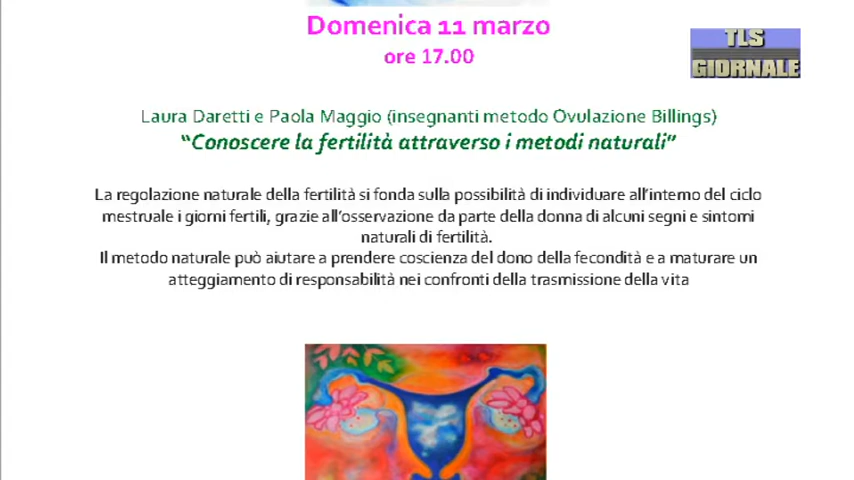 Domenica 11 marzo
ore 17.00
TLS
GIORNALE
Laura Daretti e Paola Maggio (insegnanti metodo Ovulazione Billings)
“Conoscere la fertilità attraverso i metodi naturali”
La regolazione naturale della fertilità si fonda sulla possibilità di individuare all’interno del ciclo
mestruale i giorni fertili, grazie all’osservazione da parte della donna di alcuni segni e sintomi
naturali di fertilità.
Il metodo naturale può aiutare a prendere coscienza del dono della fecondità e a maturare un
atteggiamento di responsabilità nei confronti della trasmissione della vita